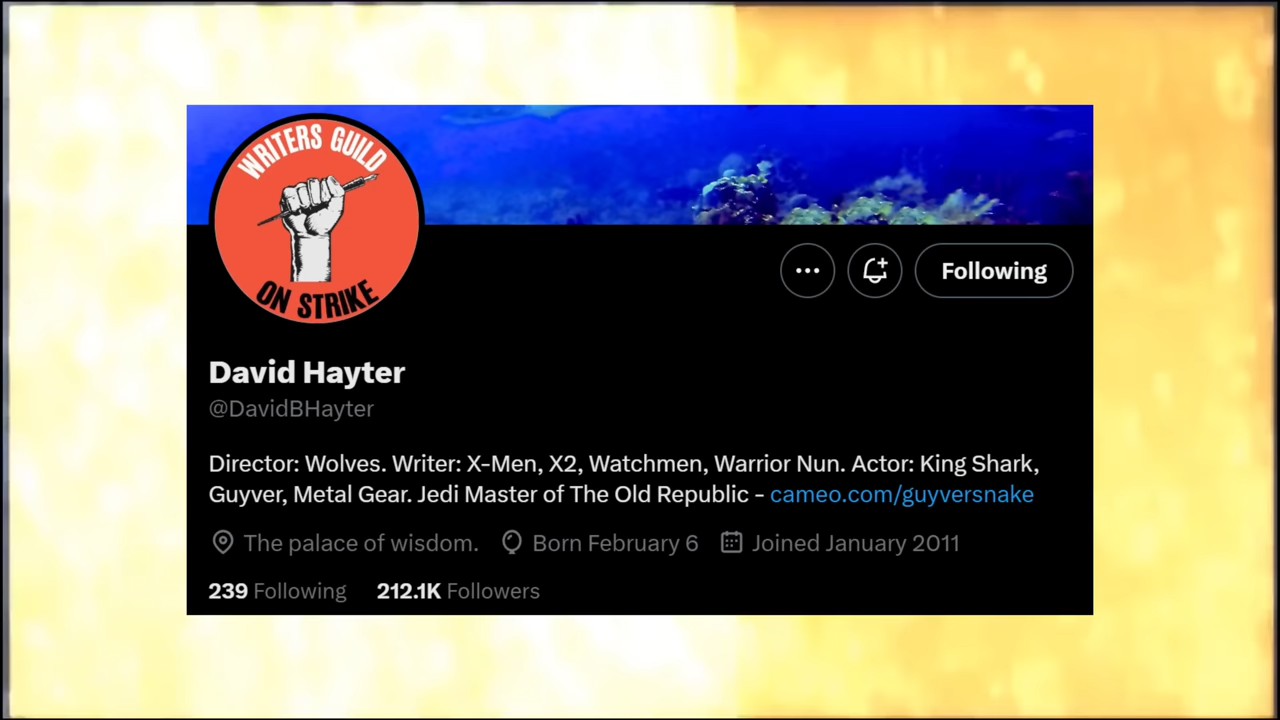 WRITERS GUILD
ON STRIKE
Following
David Hayter
@DavidBHayter
Director: Wolves. Writer: X-Men, X2, Watchmen, Warrior Nun. Actor: King Shark,
Guyver, Metal Gear. Jedi Master of The Old Republic - cameo.com/guyversnake
The palace of wisdom. Born February 6 Joined January 2011
239 Following 212.1K Followers